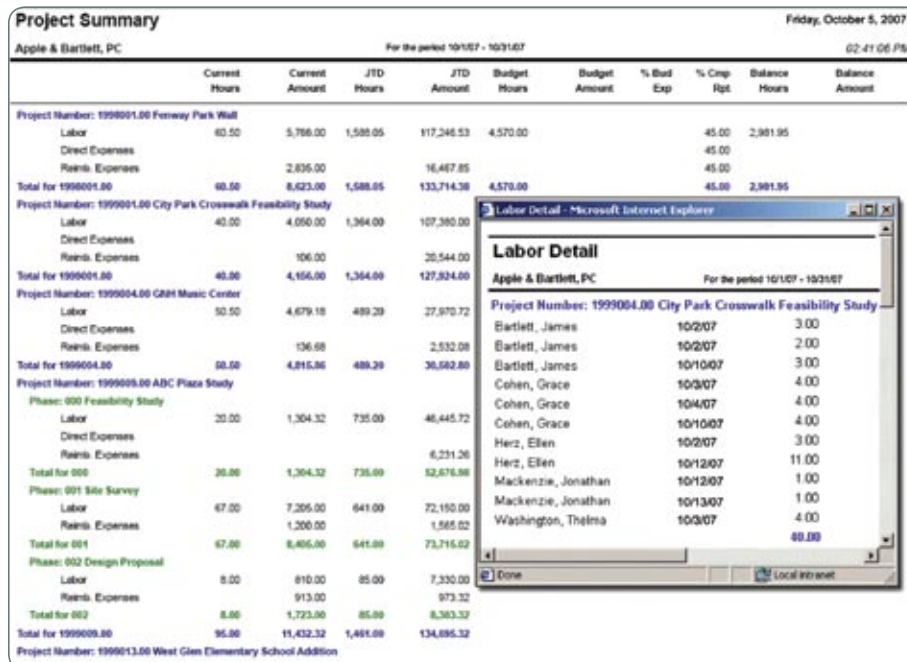 Project Summary
Friday, October 5, 2007
Apple & Bartlett, PC
For the period 10/1/07 - 10/31/07
02:41:06 PM
Current Hours
Current Amount
JTD Hours
JTD Amount
Budget Hours
Budget Amount
% Bud Exp
% Cmp Rpt
Balance Hours
Balance Amount
Project Number: 1998001.00 Fenway Park Wall
Labor 60.50 5,788.00 1,588.05 117,246.53 4,570.00 45.00 2,981.95
Direct Expenses 45.00
Reimb. Expenses 2,835.00 16,467.85 45.00
Total for 1998001.00 60.50 8,623.00 1,588.05 133,714.38 4,570.00 45.00 2,981.95
Project Number: 1999001.00 City Park Crosswalk Feasibility Study
Labor 40.00 4,050.00 1,364.00 107,380.00
Direct Expenses
Reimb. Expenses 106.00 20,544.00
Total for 1999001.00 40.00 4,156.00 1,364.00 127,924.00
Project Number: 1999004.00 GNH Music Center
Labor 50.50 4,679.18 489.20 27,970.72
Direct Expenses
Reimb. Expenses 136.68 2,532.08
Total for 1999004.00 50.50 4,815.86 489.20 30,502.80
Project Number: 1999009.00 ABC Plaza Study
Phase: 000 Feasibility Study
Labor 20.00 1,304.32 735.00 46,445.72
Direct Expenses
Reimb. Expenses 6,231.26
Total for 000 20.00 1,304.32 735.00 52,676.98
Phase: 001 Site Survey
Labor 67.00 7,205.00 641.00 72,150.00
Reimb. Expenses 1,200.00 1,565.02
Total for 001 67.00 8,405.00 641.00 73,715.02
Phase: 002 Design Proposal
Labor 8.00 810.00 85.00 7,330.00
Reimb. Expenses 913.00 973.32
Total for 002 8.00 1,723.00 85.00 8,303.32
Total for 1999009.00 95.00 11,432.32 1,461.00 134,695.32
Project Number: 1999013.00 West Glen Elementary School Addition
Labor Detail - Microsoft Internet Explorer
Labor Detail
Apple & Bartlett, PC
For the period 10/1/07 - 10/31/07
Project Number: 1999004.00 City Park Crosswalk Feasibility Study
Bartlett, James 10/2/07 3.00
Bartlett, James 10/2/07 2.00
Bartlett, James 10/10/07 3.00
Cohen, Grace 10/3/07 4.00
Cohen, Grace 10/4/07 4.00
Cohen, Grace 10/10/07 4.00
Herz, Ellen 10/2/07 3.00
Herz, Ellen 10/12/07 11.00
Mackenzie, Jonathan 10/12/07 1.00
Mackenzie, Jonathan 10/13/07 1.00
Washington, Thelma 10/3/07 4.00
40.00
Done
Local intranet